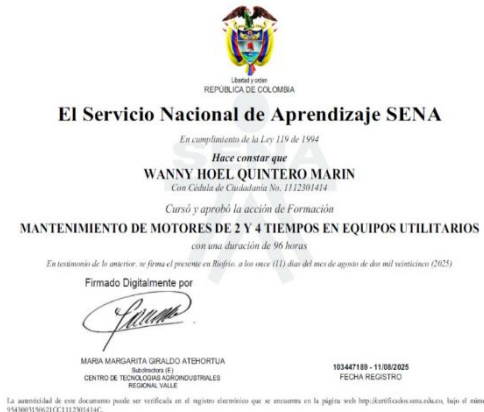 Libertad y orden
REPÚBLICA DE COLOMBIA
El Servicio Nacional de Aprendizaje SENA
En cumplimiento de la Ley 119 de 1994
SENA
Hace constar que
WANNY HOEL QUINTERO MARIN
Con Cédula de Ciudadanía No. 1112301414
Cursó y aprobó la acción de Formación
MANTENIMIENTO DE MOTORES DE 2 Y 4 TIEMPOS EN EQUIPOS UTILITARIOS
con una duración de 96 horas
En testimonio de lo anterior, se firma el presente en Riofrio, a los once (11) días del mes de agosto de dos mil veinticinco (2025)
Firmado Digitalmente por
MARIA MARGARITA GIRALDO ATEHORTUA
Subdirectora (E)
CENTRO DE TECNOLOGIAS AGROINDUSTRIALES
REGIONAL VALLE
103447189 - 11/08/2025
FECHA REGISTRO
La autenticidad de este documento puede ser verificada en el registro electrónico que se encuentra en la página web http://certificados.sena.edu.co, bajo el número
9543003150621CC1112301414C.